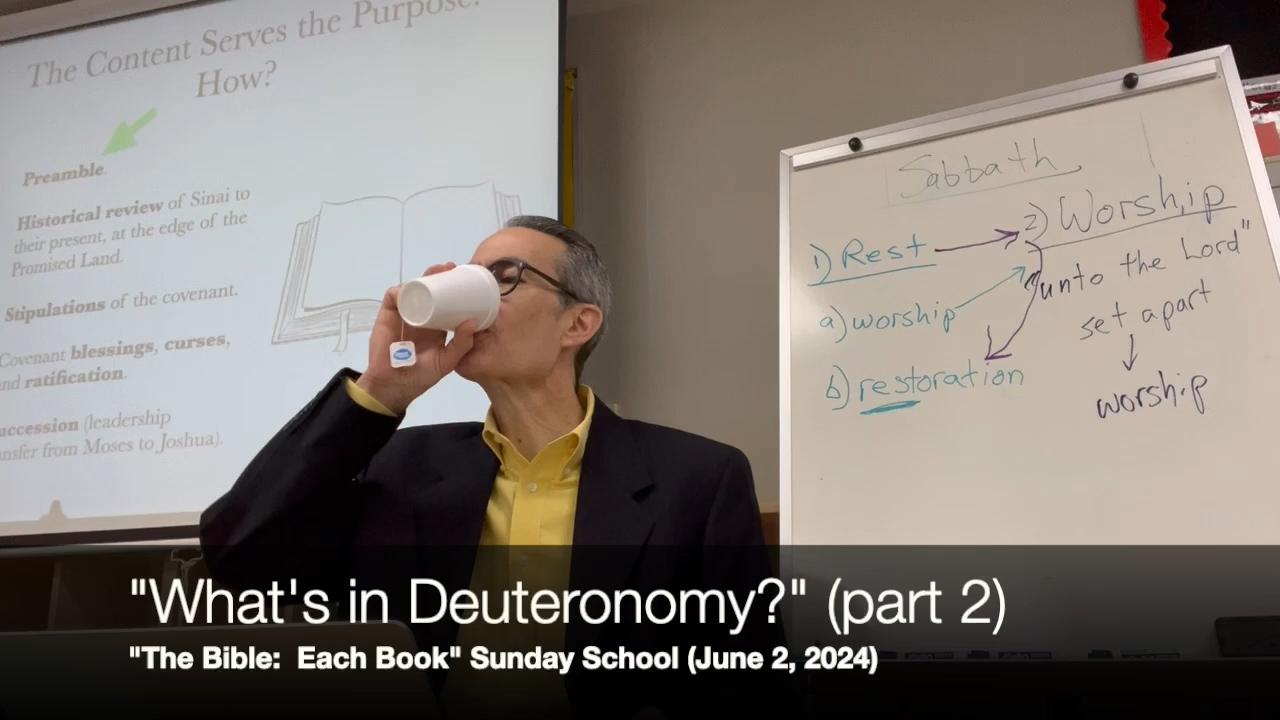 The Content Serves the Purpose.
How?
Preamble.
Historical review of Sinai to
their present, at the edge of the
Promised Land.
Stipulations of the covenant.
Covenant blessings, curses,
nd ratification.
uccession (leadership
nsfer from Moses to Joshua).
Sabbath
1) Rest
2) Worship
"unto the Lord"
a) worship
set apart
b) restoration
worship
"What's in Deuteronomy?" (part 2)
"The Bible: Each Book" Sunday School (June 2, 2024)